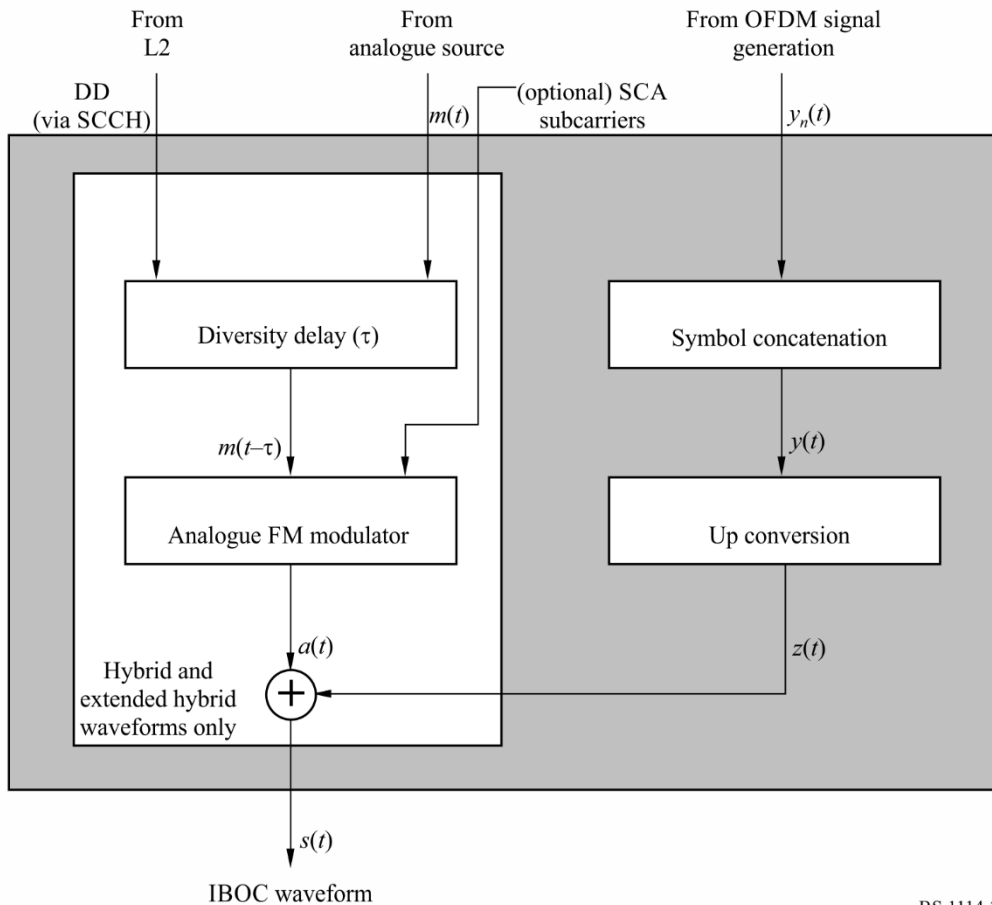 From
L2
From
analogue source
From OFDM signal
generation
DD
(via SCCH)
m(t)
(optional) SCA
subcarriers
yn(t)
Diversity delay (τ)
Symbol concatenation
m(t–τ)
y(t)
Analogue FM modulator
Up conversion
a(t)
z(t)
Hybrid and
extended hybrid
waveforms only
+
s(t)
IBOC waveform